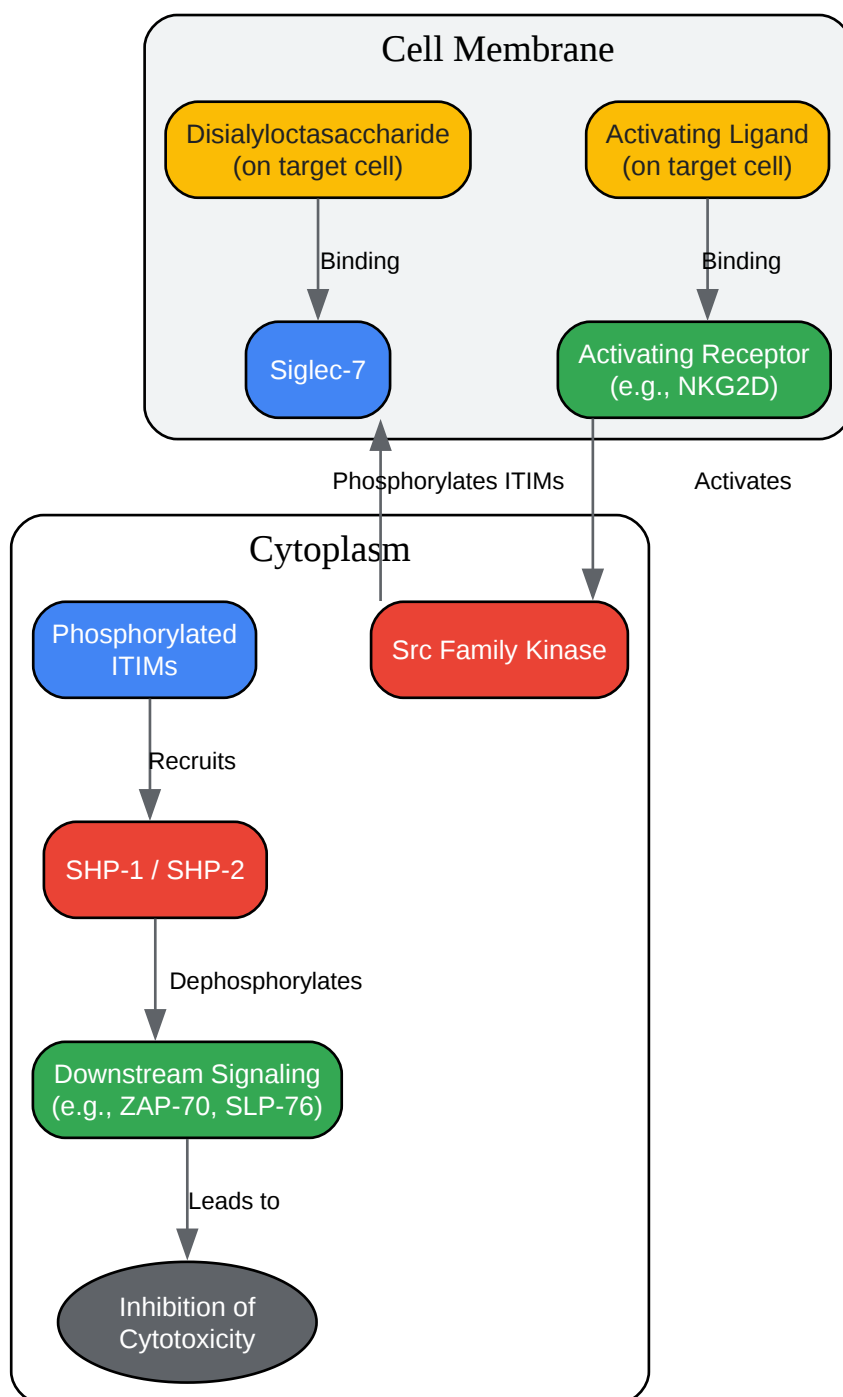 Cell Membrane
Disialyloctasaccharide
(on target cell)
Activating Ligand
(on target cell)
Binding
Binding
Siglec-7
Activating Receptor
(e.g., NKG2D)
Phosphorylates ITIMs
Activates
Cytoplasm
Phosphorylated
ITIMs
Src Family Kinase
Recruits
SHP-1 / SHP-2
Dephosphorylates
Downstream Signaling
(e.g., ZAP-70, SLP-76)
Leads to
Inhibition of
Cytotoxicity